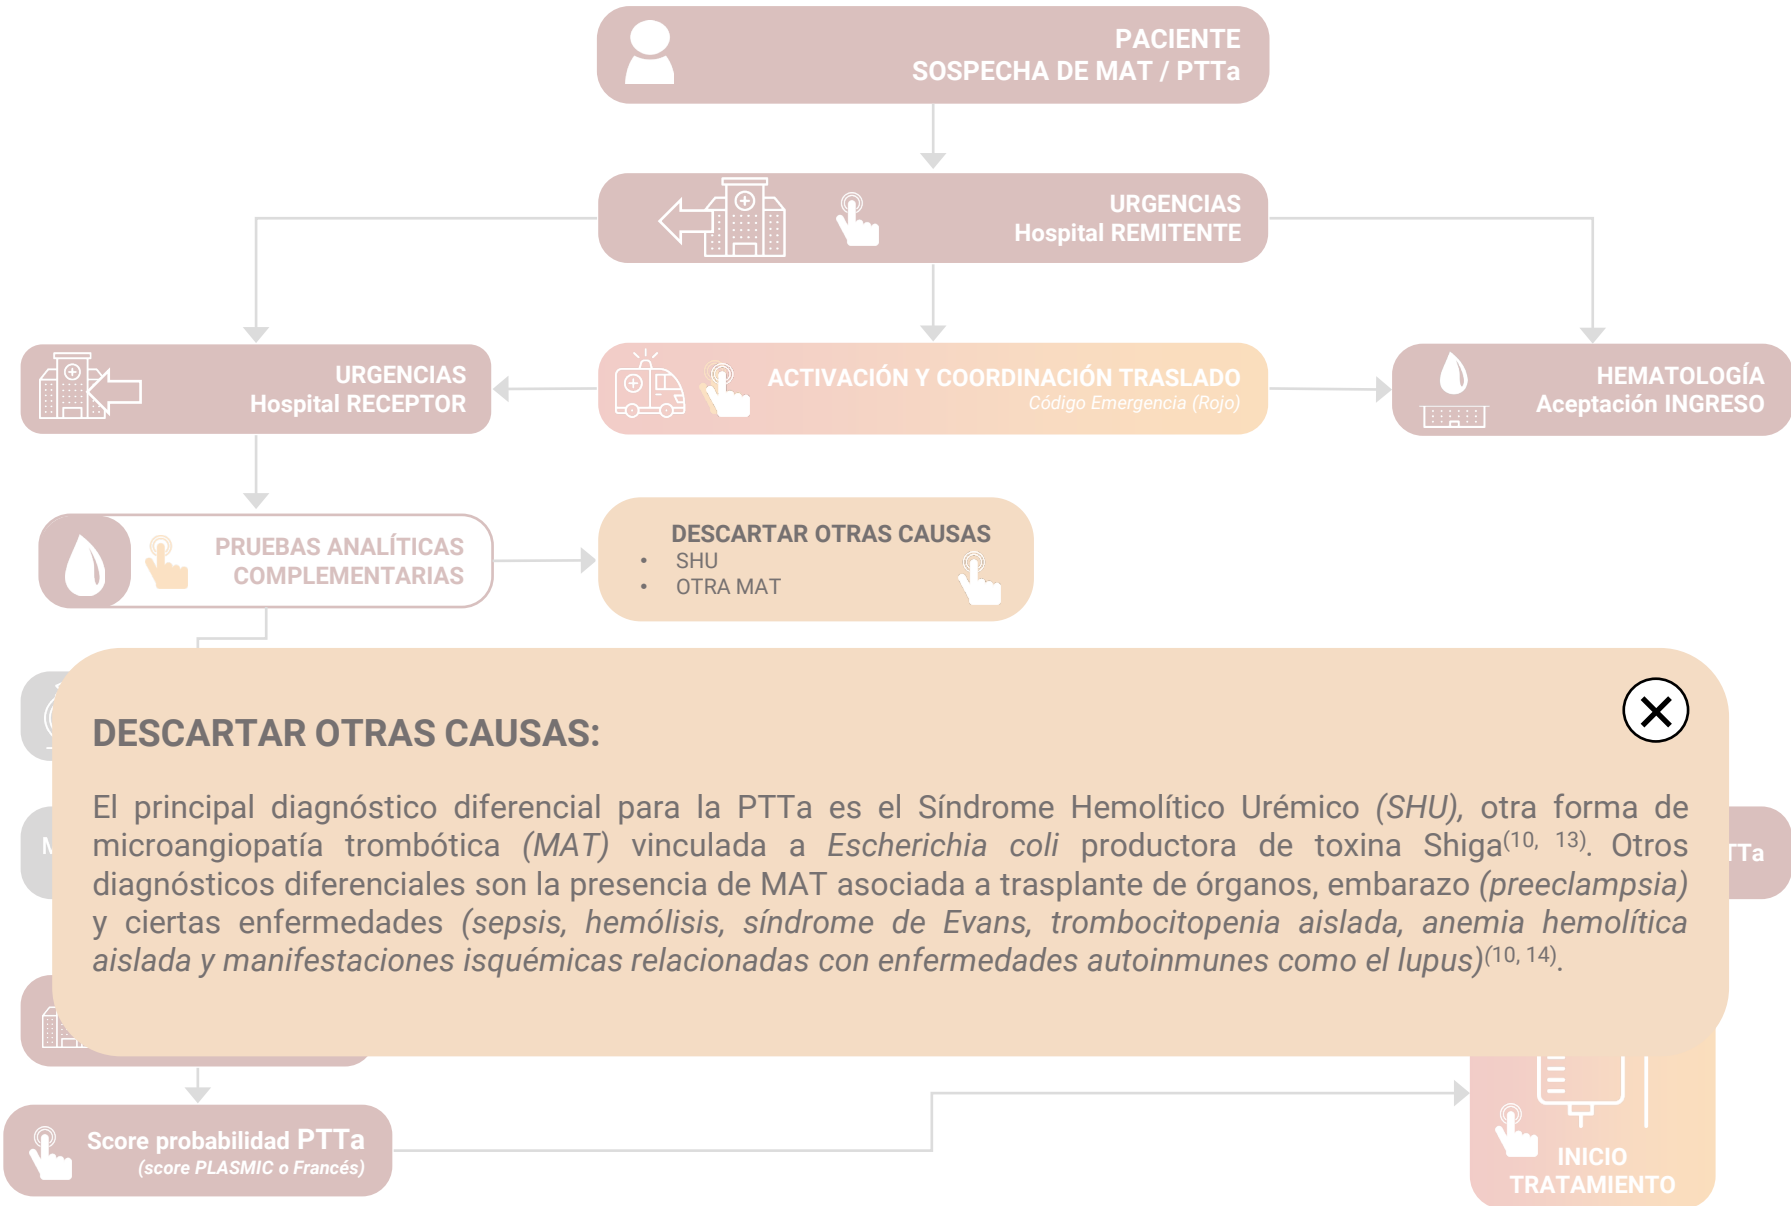 PACIENTE
SOSPECHA DE MAT / PTTa
URGENCIAS
Hospital REMITENTE
URGENCIAS
Hospital RECEPTOR
ACTIVACIÓN Y COORDINACIÓN TRASLADO
Código Emergencia (Rojo)
HEMATOLOGÍA
Aceptación INGRESO
PRUEBAS ANALÍTICAS
COMPLEMENTARIAS
DESCARTAR OTRAS CAUSAS
• SHU
• OTRA MAT
DESCARTAR OTRAS CAUSAS:
El principal diagnóstico diferencial para la PTTa es el Síndrome Hemolítico Urémico (SHU), otra forma de
microangiopatía trombótica (MAT) vinculada a Escherichia coli productora de toxina Shiga(10, 13). Otros
diagnósticos diferenciales son la presencia de MAT asociada a trasplante de órganos, embarazo (preeclampsia)
y ciertas enfermedades (sepsis, hemólisis, síndrome de Evans, trombocitopenia aislada, anemia hemolítica
aislada y manifestaciones isquémicas relacionadas con enfermedades autoinmunes como el lupus)(10, 14).
Score probabilidad PTTa
(score PLASMIC o Francés)
INICIO
TRATAMIENTO